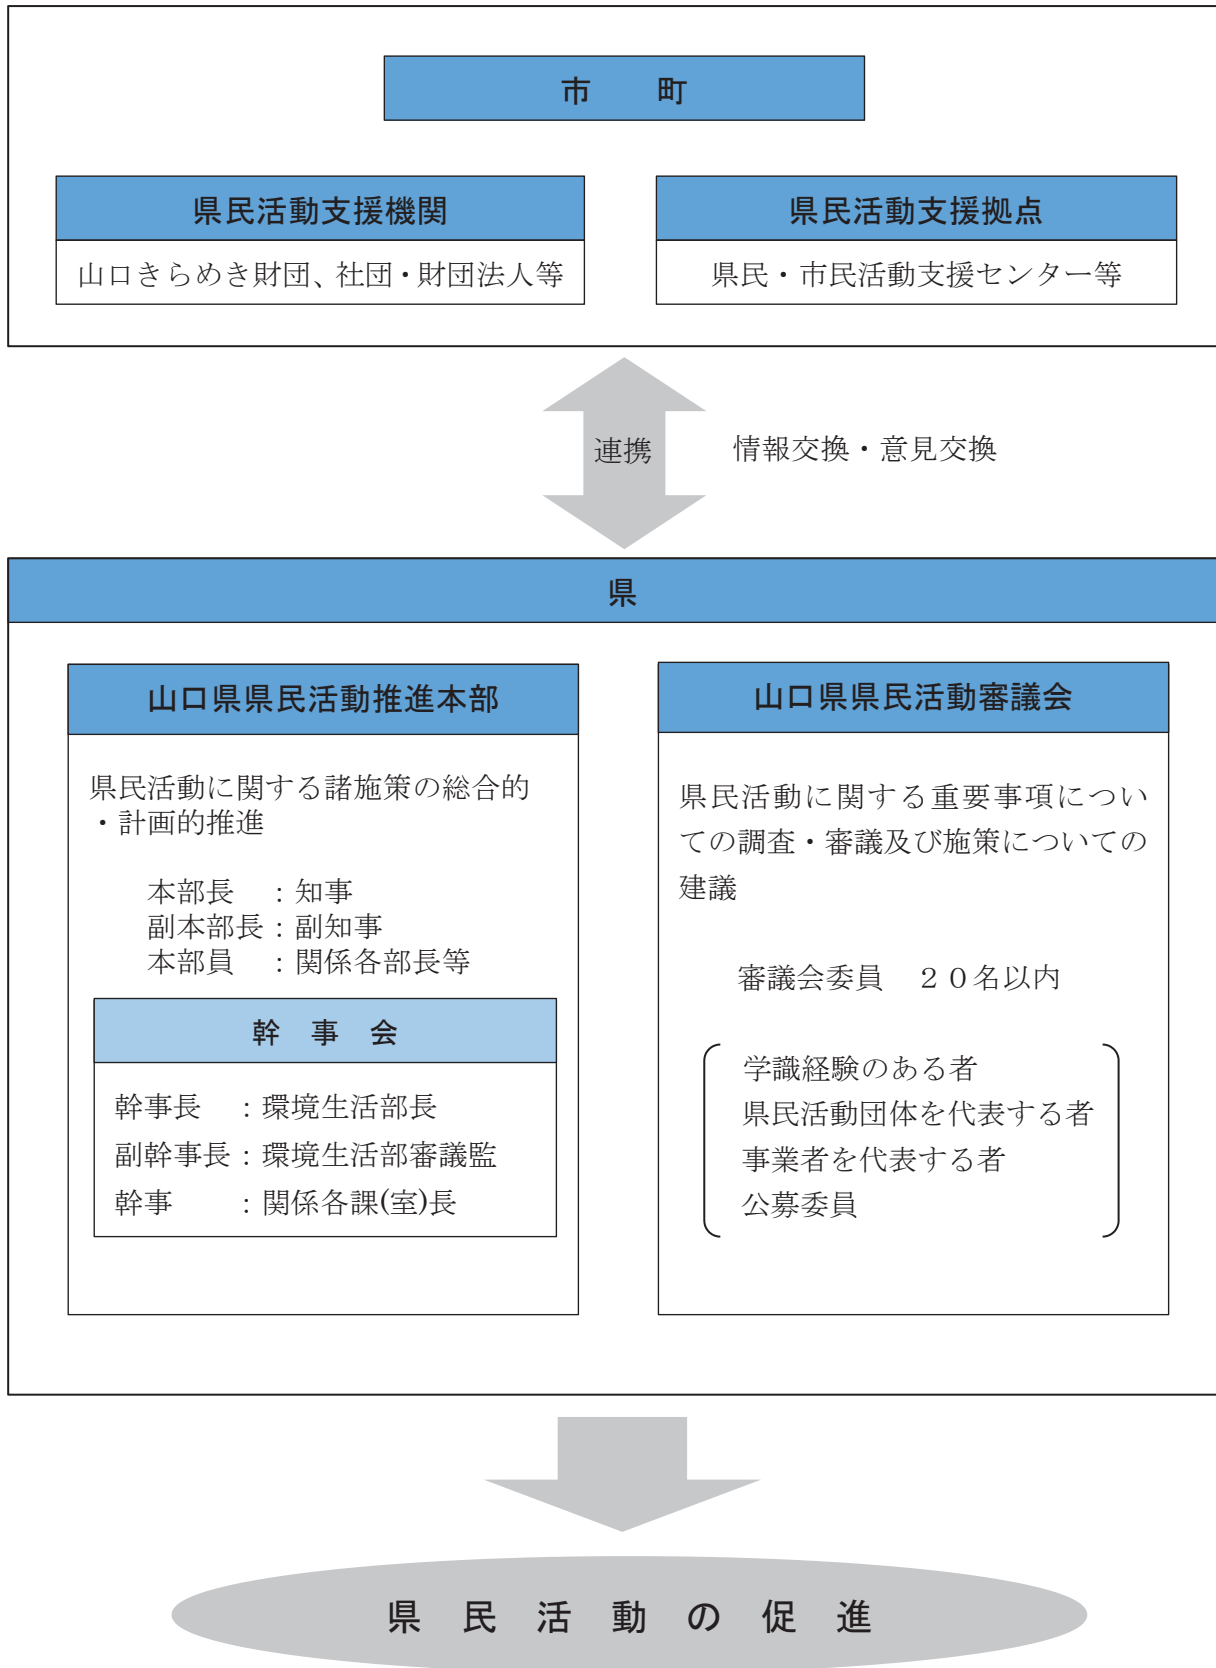 市　町
県民活動支援機関
山口きらめき財団、社団・財団法人等
県民活動支援拠点
県民・市民活動支援センター等
連携
情報交換・意見交換
県
山口県県民活動推進本部
県民活動に関する諸施策の総合的
・計画的推進
本部長　：知事
副本部長：副知事
本部員　：関係各部長等
幹　事　会
幹事長　：環境生活部長
副幹事長：環境生活部審議監
幹事　　：関係各課(室)長
山口県県民活動審議会
県民活動に関する重要事項につい
ての調査・審議及び施策についての
建議
審議会委員　２０名以内
学識経験のある者
県民活動団体を代表する者
事業者を代表する者
公募委員
県　民　活　動　の　促　進